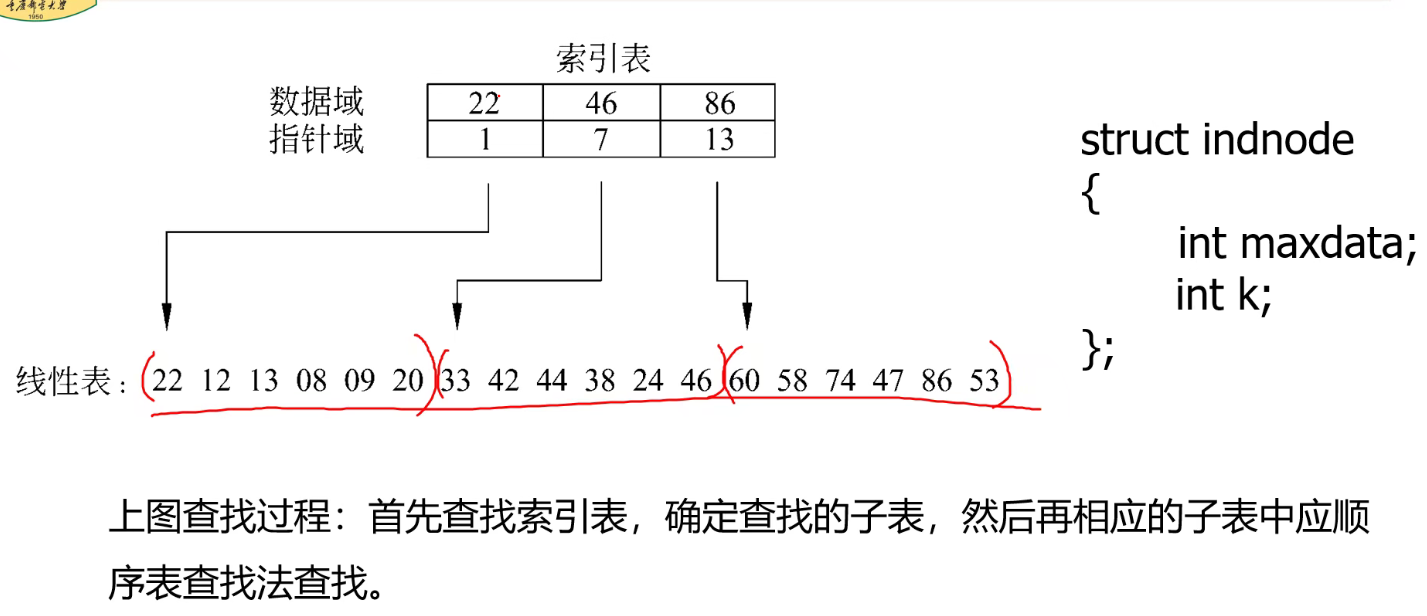 1950
索引表
数据域 22 46 86
指针域 1 7 13
struct indnode
{
int maxdata;
int k;
};
线性表: 22 12 13 08 09 20 33 42 44 38 24 46 60 58 74 47 86 53
上图查找过程：首先查找索引表，确定查找的子表，然后再相应的子表中应顺
序表查找法查找。